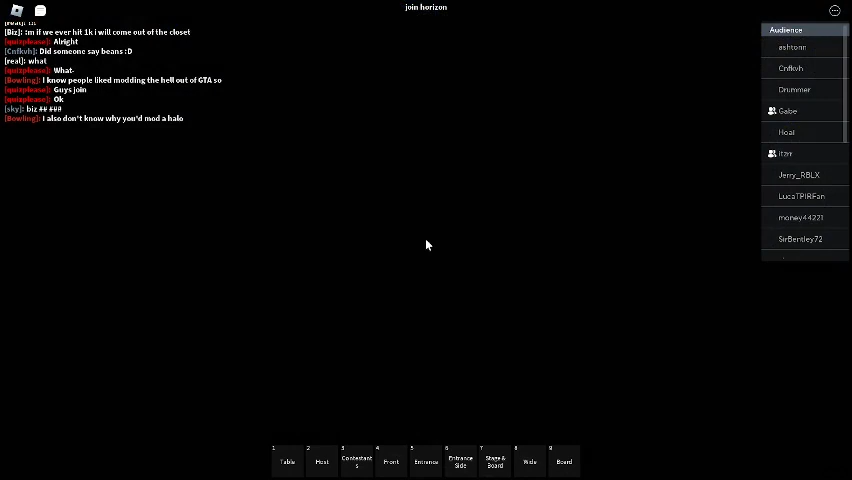 join horizon
[real]: lil
[Biz]: :m if we ever hit 1k i will come out of the closet
[quizplease]: Alright
[Cnfkvh]: Did someone say beans :D
[real]: what
[quizplease]: What-
[Bowling]: I know people liked modding the hell out of GTA so
[quizplease]: Guys join
[quizplease]: Ok
[sky]: biz ## ###
[Bowling]: I also don't know why you'd mod a halo
Audience
ashtonn
Cnfkvh
Drummer
Gabe
Hoai
itzrr
Jerry_RBLX
LucaTPIRFan
money44221
SirBentley72
1 2 3 4 5 6 7 8 9
Table
Host
Contestants
Front
Entrance
Entrance Side
Stage & Board
Wide
Board